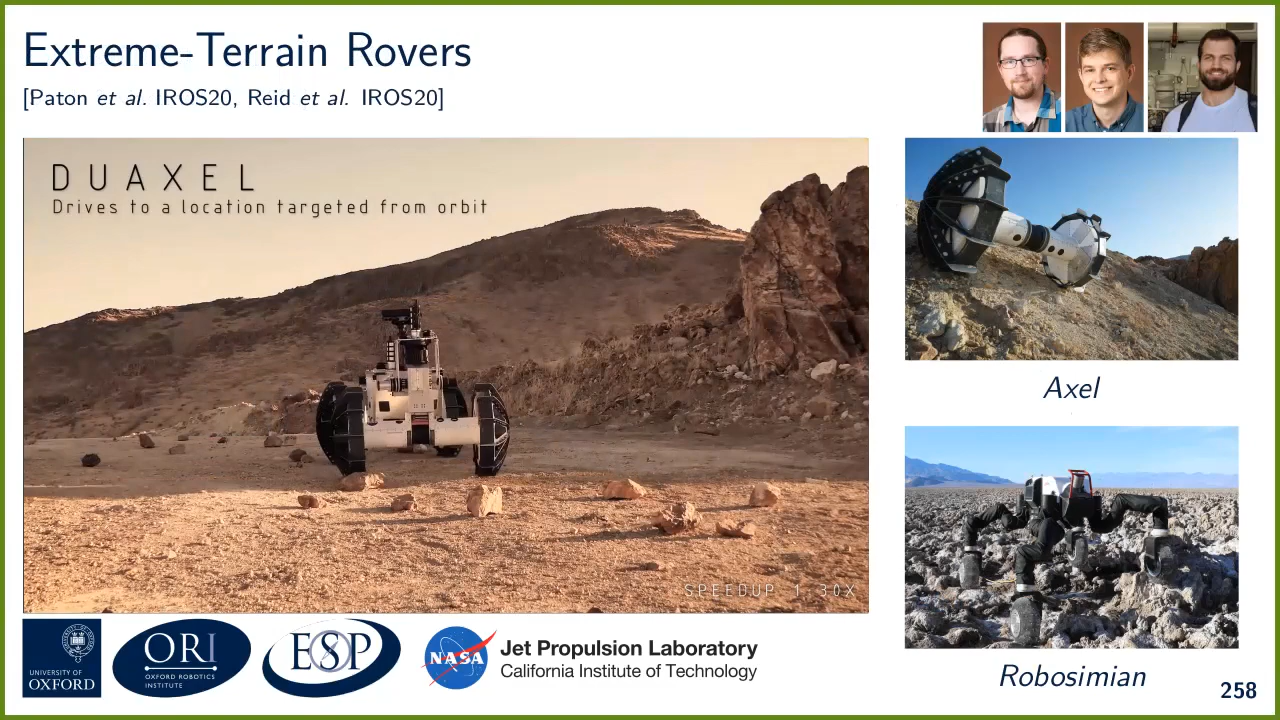 Extreme-Terrain Rovers
[Paton et al. IROS20, Reid et al. IROS20]
DUAXEL
Drives to a location targeted from orbit
SPEEDUP 1 30X
Axel
Robosimian
UNIVERSITY OF
OXFORD
ORI
OXFORD ROBOTICS
INSTITUTE
ESP
NASA
Jet Propulsion Laboratory
California Institute of Technology
258